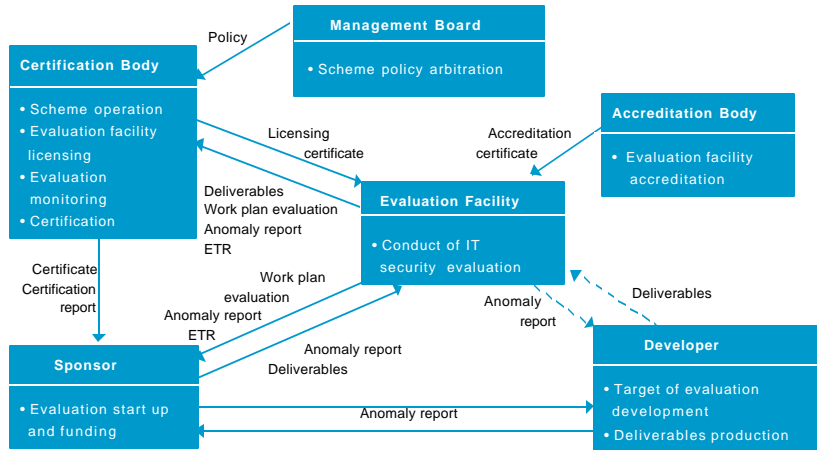 Management Board
• Scheme policy arbitration
Policy
Certification Body
• Scheme operation
• Evaluation facility
licensing
• Evaluation
monitoring
• Certification
Licensing
certificate
Accreditation
certificate
Accreditation Body
• Evaluation facility
accreditation
Deliverables
Work plan evaluation
Anomaly report
ETR
Evaluation Facility
• Conduct of IT
security evaluation
Certificate
Certification
report
Work plan
evaluation
Anomaly report
ETR
Anomaly report
Deliverables
Anomaly
report
Deliverables
Sponsor
• Evaluation start up
and funding
Anomaly report
Developer
• Target of evaluation
development
• Deliverables production